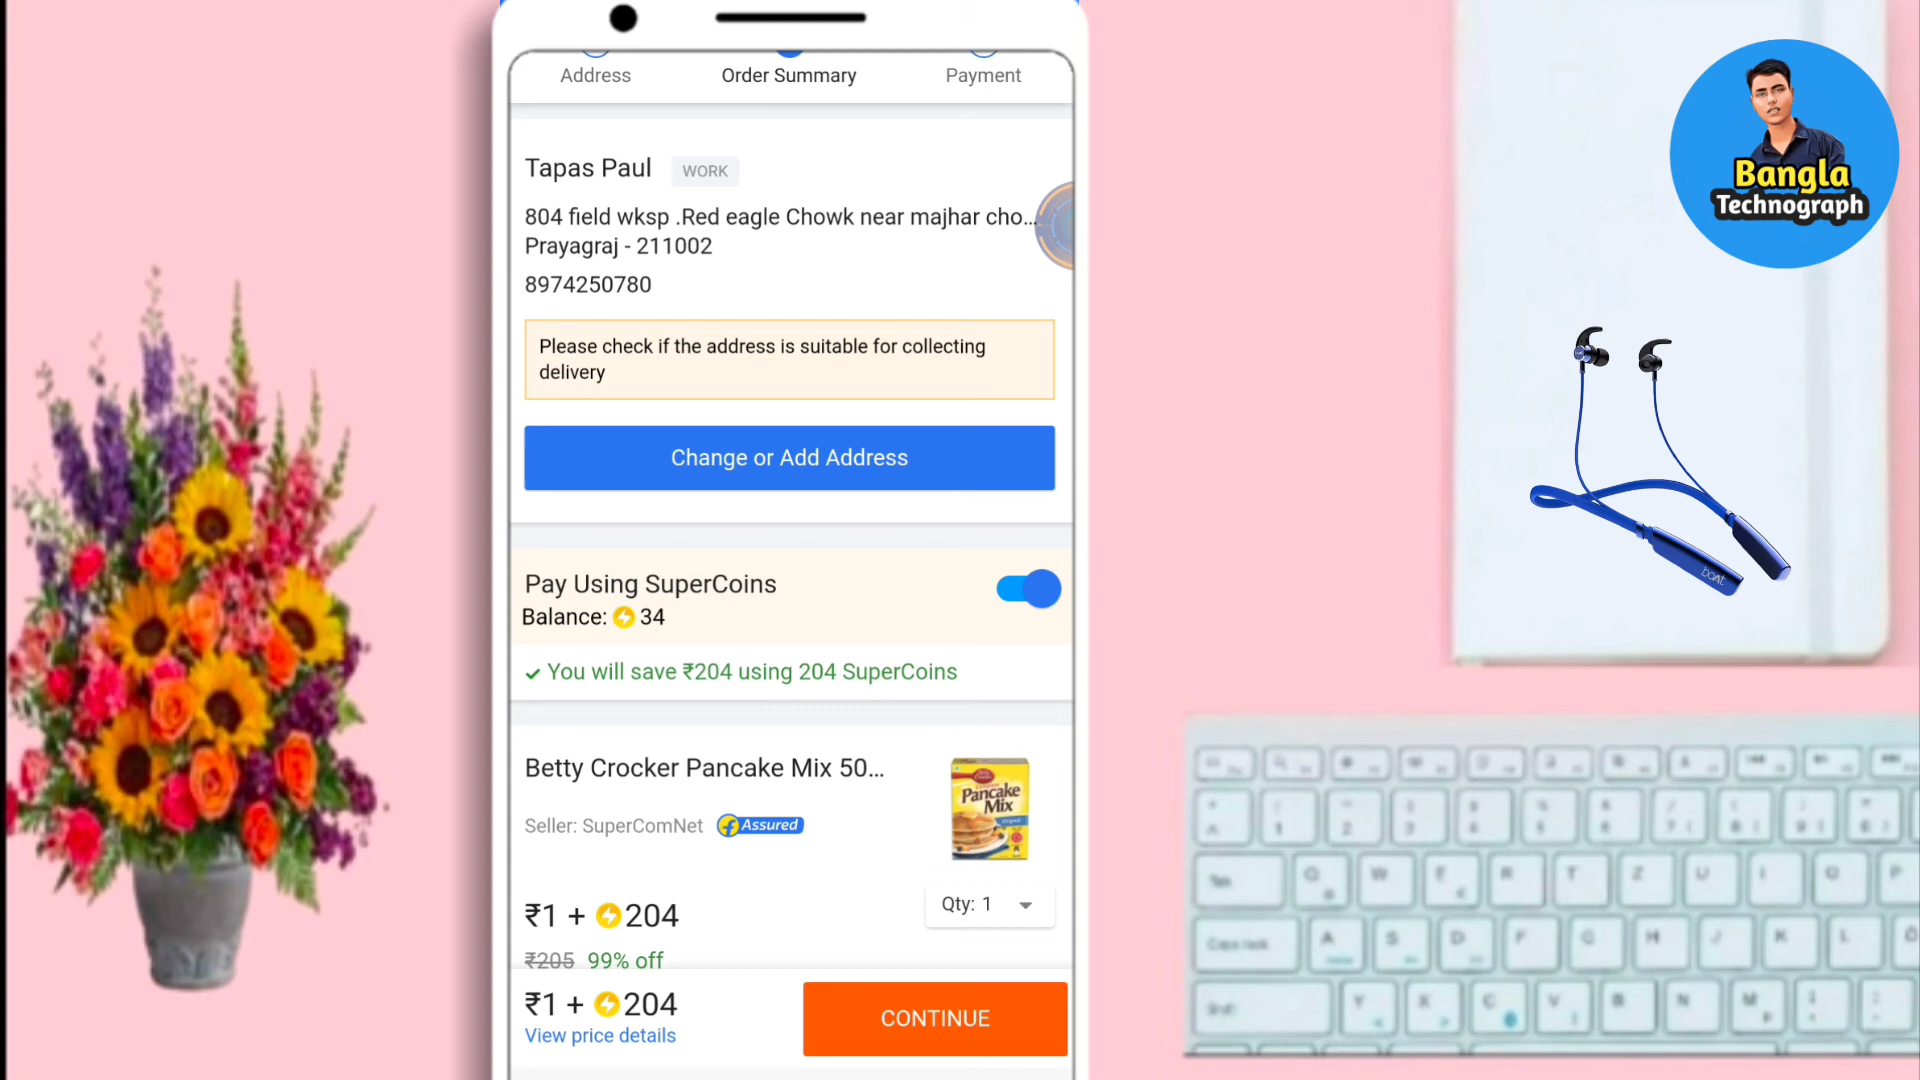 Address Order Summary Payment
Tapas Paul WORK
804 field wksp .Red eagle Chowk near majhar cho...
Prayagraj - 211002
8974250780
Please check if the address is suitable for collecting
delivery
Change or Add Address
Pay Using SuperCoins
Balance: 34
You will save ₹204 using 204 SuperCoins
Betty Crocker Pancake Mix 50...
Seller: SuperComNet f Assured
Pancake
Mix
₹1 + 204
Qty: 1
₹205 99% off
₹1 + 204
View price details
CONTINUE
Bangla
Technograph
boAt